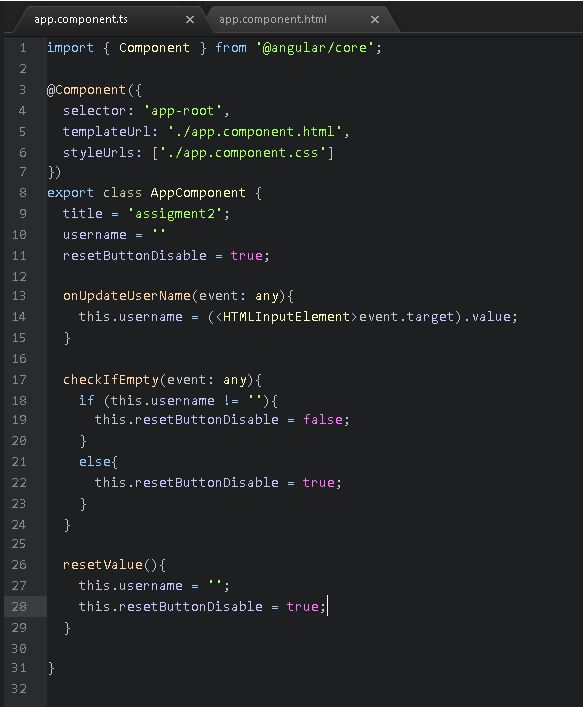 app.component.ts × app.component.html ×
1 import { Component } from '@angular/core';
2
3 @Component({
4   selector: 'app-root',
5   templateUrl: './app.component.html',
6   styleUrls: ['./app.component.css']
7 })
8 export class AppComponent {
9   title = 'assigment2';
10   username = ''
11   resetButtonDisable = true;
12
13   onUpdateUserName(event: any){
14     this.username = (<HTMLInputElement>event.target).value;
15   }
16
17   checkIfEmpty(event: any){
18     if (this.username != ''){
19       this.resetButtonDisable = false;
20     }
21     else{
22       this.resetButtonDisable = true;
23     }
24   }
25
26   resetValue(){
27     this.username = '';
28     this.resetButtonDisable = true;
29   }
30
31 }
32